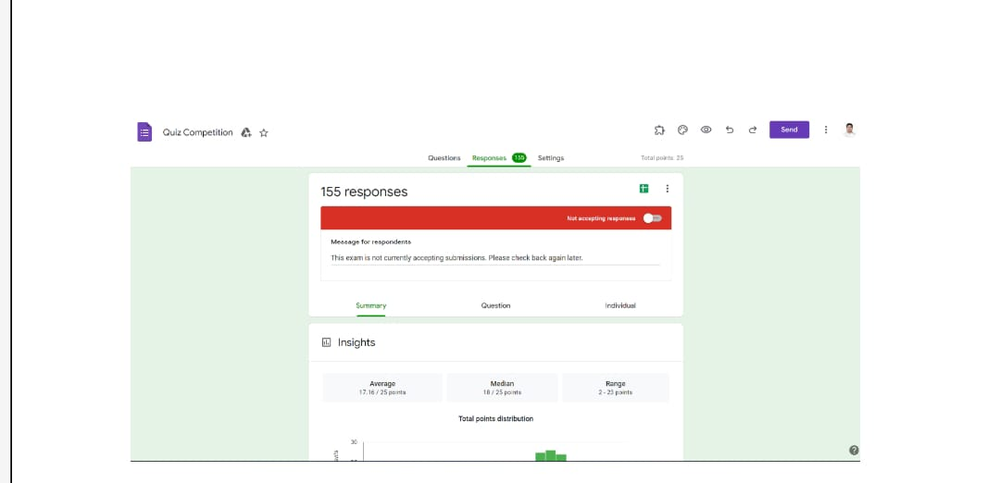 Quiz Competition
Send
Questions Responses 155 Settings
Total points: 25
155 responses
Not accepting responses
Message for respondents
This exam is not currently accepting submissions. Please check back again later.
Summary Question Individual
Insights
Average Median Range
17.16 / 25 points 18 / 25 points 2 - 23 points
Total points distribution
30